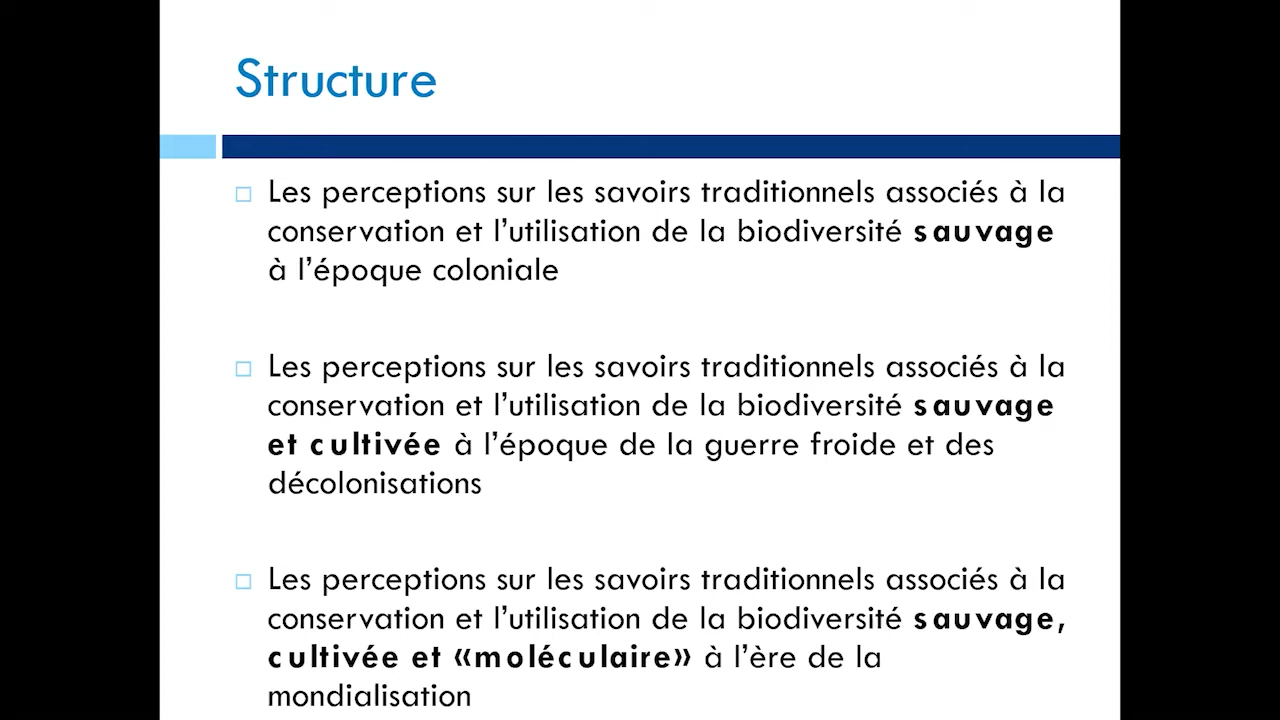 Structure
Les perceptions sur les savoirs traditionnels associés à la
conservation et l’utilisation de la biodiversité sauvage
à l’époque coloniale
Les perceptions sur les savoirs traditionnels associés à la
conservation et l’utilisation de la biodiversité sauvage
et cultivée à l’époque de la guerre froide et des
décolonisations
Les perceptions sur les savoirs traditionnels associés à la
conservation et l’utilisation de la biodiversité sauvage,
cultivée et «moléculaire» à l’ère de la
mondialisation